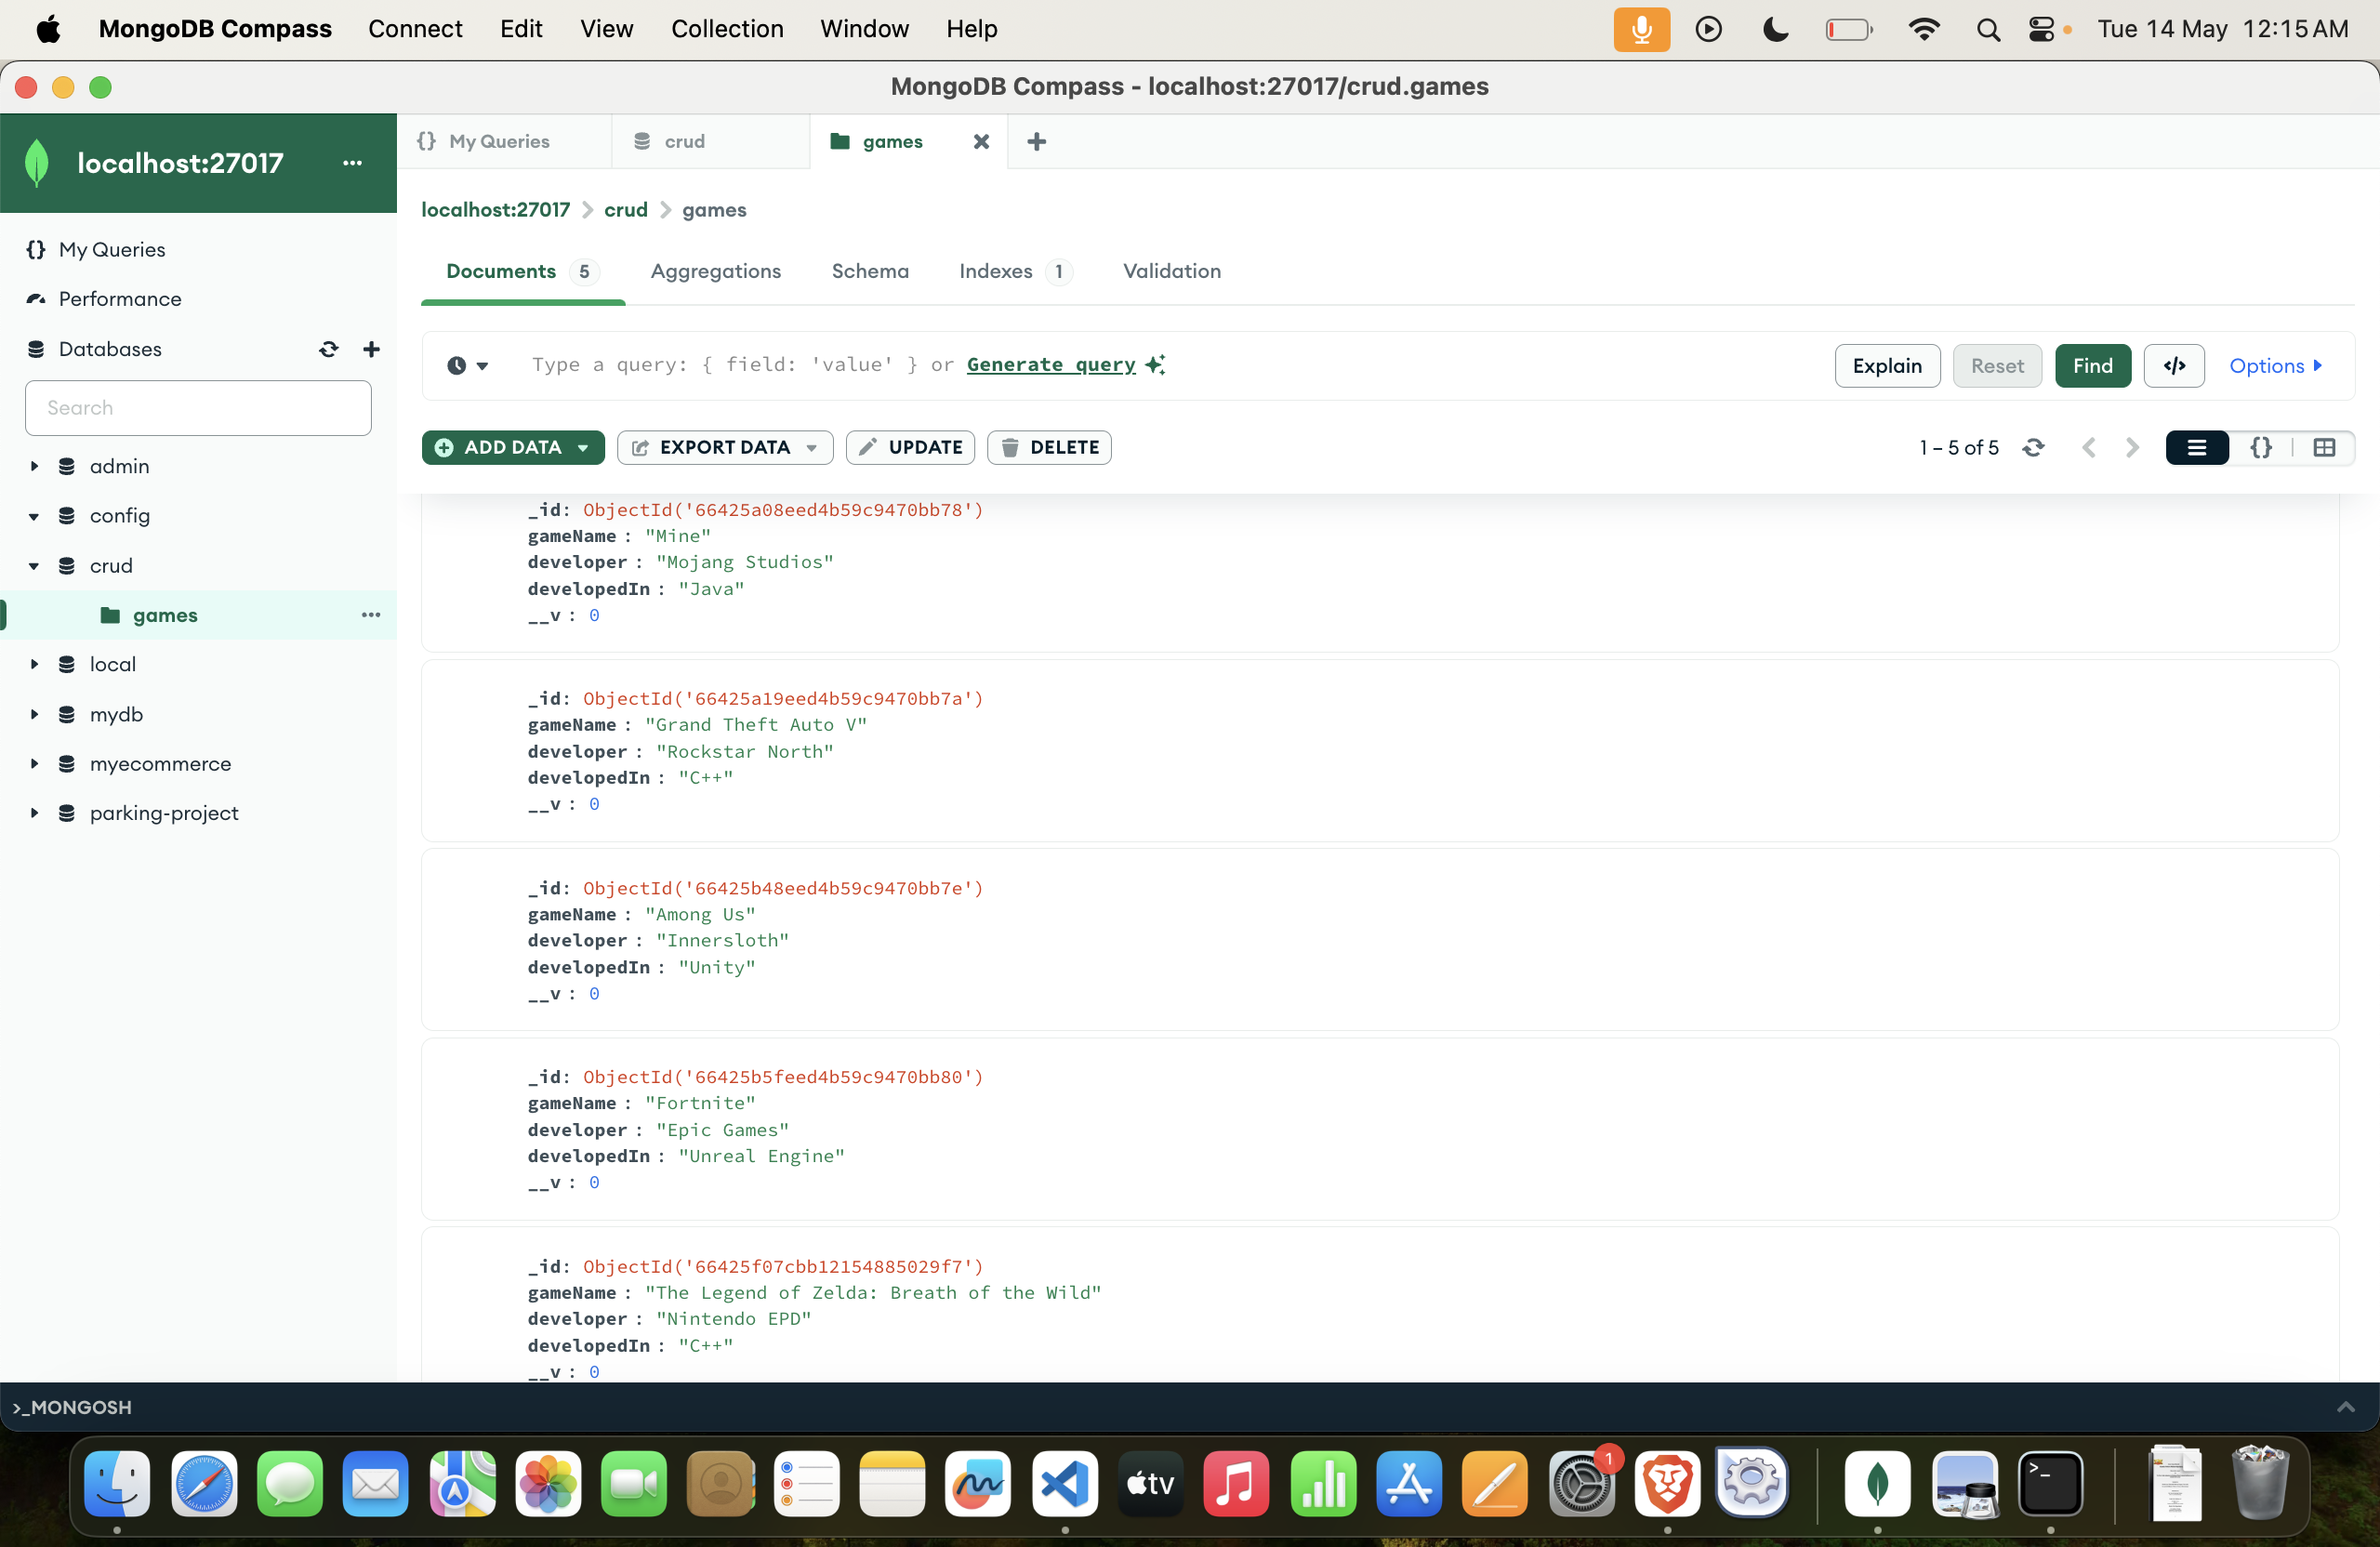 MongoDB Compass Connect Edit View Collection Window Help Tue 14 May 12:15 AM
MongoDB Compass - localhost:27017/crud.games
localhost:27017
My Queries
Performance
Databases
Search
admin
config
crud
games
local
mydb
myecommerce
parking-project
{} My Queries crud games
localhost:27017 > crud > games
Documents 5 Aggregations Schema Indexes 1 Validation
Type a query: { field: 'value' } or Generate query
Explain Reset Find </> Options
ADD DATA EXPORT DATA UPDATE DELETE 1 – 5 of 5 {}
_id: ObjectId('66425a08eed4b59c9470bb78')
gameName : "Mine"
developer : "Mojang Studios"
developedIn : "Java"
__v : 0
_id: ObjectId('66425a19eed4b59c9470bb7a')
gameName : "Grand Theft Auto V"
developer : "Rockstar North"
developedIn : "C++"
__v : 0
_id: ObjectId('66425b48eed4b59c9470bb7e')
gameName : "Among Us"
developer : "Innersloth"
developedIn : "Unity"
__v : 0
_id: ObjectId('66425b5feed4b59c9470bb80')
gameName : "Fortnite"
developer : "Epic Games"
developedIn : "Unreal Engine"
__v : 0
_id: ObjectId('66425f07cbb12154885029f7')
gameName : "The Legend of Zelda: Breath of the Wild"
developer : "Nintendo EPD"
developedIn : "C++"
__v : 0
>_MONGOSH
tv 1 >_